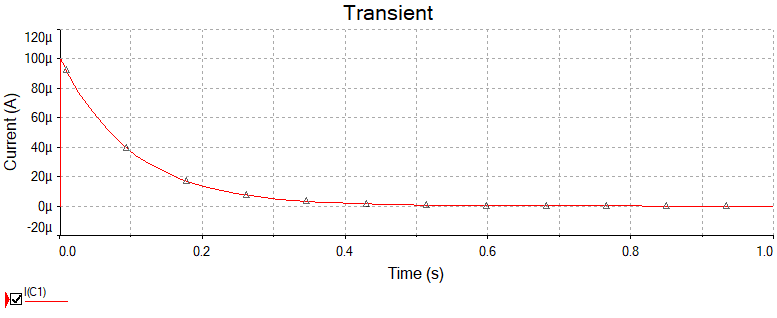 Transient
Current (A)
120µ
100µ
80µ
60µ
40µ
20µ
0µ
-20µ
0.0 0.2 0.4 0.6 0.8 1.0
Time (s)
I(C1)